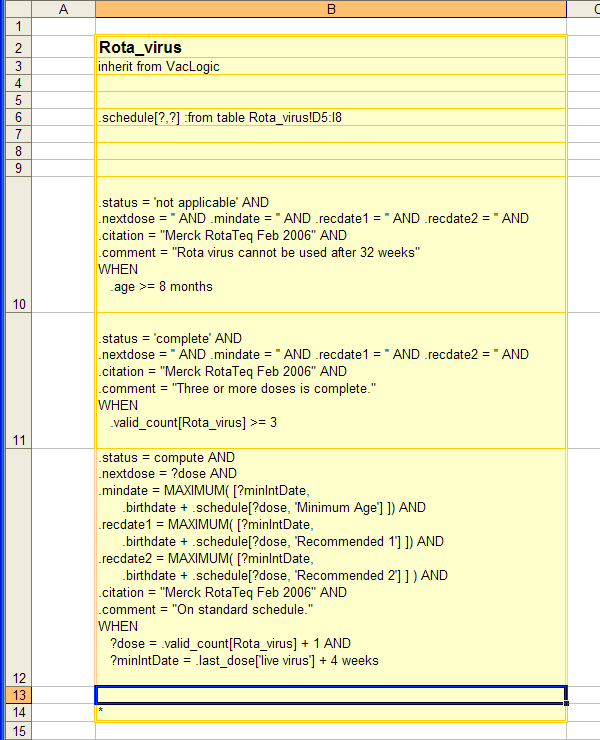 A
B
C
1
2
Rota_virus
3
inherit from VacLogic
4
5
6
.schedule[?,?] :from table Rota_virus!D5:I8
7
8
9
.status = 'not applicable' AND
.nextdose = '' AND .mindate = '' AND .recdate1 = '' AND .recdate2 = '' AND
.citation = "Merck RotaTeq Feb 2006" AND
.comment = "Rota virus cannot be used after 32 weeks"
WHEN
.age >= 8 months
10
.status = 'complete' AND
.nextdose = '' AND .mindate = '' AND .recdate1 = '' AND .recdate2 = '' AND
.citation = "Merck RotaTeq Feb 2006" AND
.comment = "Three or more doses is complete."
WHEN
.valid_count[Rota_virus] >= 3
11
.status = compute AND
.nextdose = ?dose AND
.mindate = MAXIMUM( [?minIntDate,
.birthdate + .schedule[?dose, 'Minimum Age'] ]) AND
.recdate1 = MAXIMUM( [?minIntDate,
.birthdate + .schedule[?dose, 'Recommended 1'] ]) AND
.recdate2 = MAXIMUM( [?minIntDate,
.birthdate + .schedule[?dose, 'Recommended 2'] ] ) AND
.citation = "Merck RotaTeq Feb 2006" AND
.comment = "On standard schedule."
WHEN
?dose = .valid_count[Rota_virus] + 1 AND
?minIntDate = .last_dose['live virus'] + 4 weeks
12
13
14
*
15